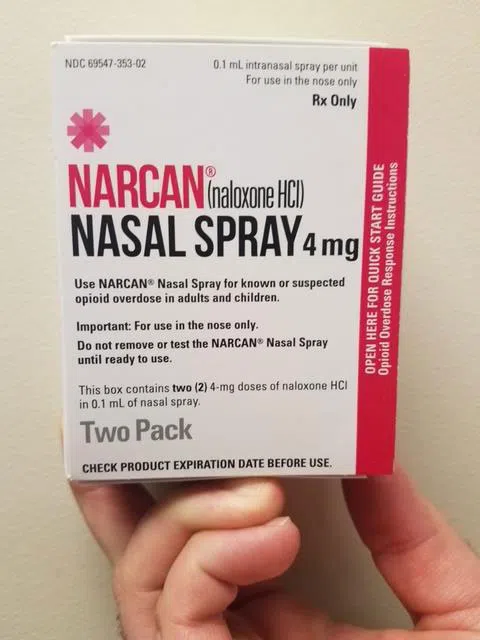 NDC 69547-353-02
0.1 mL intranasal spray per unit
For use in the nose only
Rx Only
NARCAN® (naloxone HCl)
NASAL SPRAY 4 mg
Use NARCAN® Nasal Spray for known or suspected
opioid overdose in adults and children.
Important: For use in the nose only.
Do not remove or test the NARCAN® Nasal Spray
until ready to use.
This box contains two (2) 4-mg doses of naloxone HCl
in 0.1 mL of nasal spray.
Two Pack
CHECK PRODUCT EXPIRATION DATE BEFORE USE.
OPEN HERE FOR QUICK START GUIDE
Opioid Overdose Response Instructions